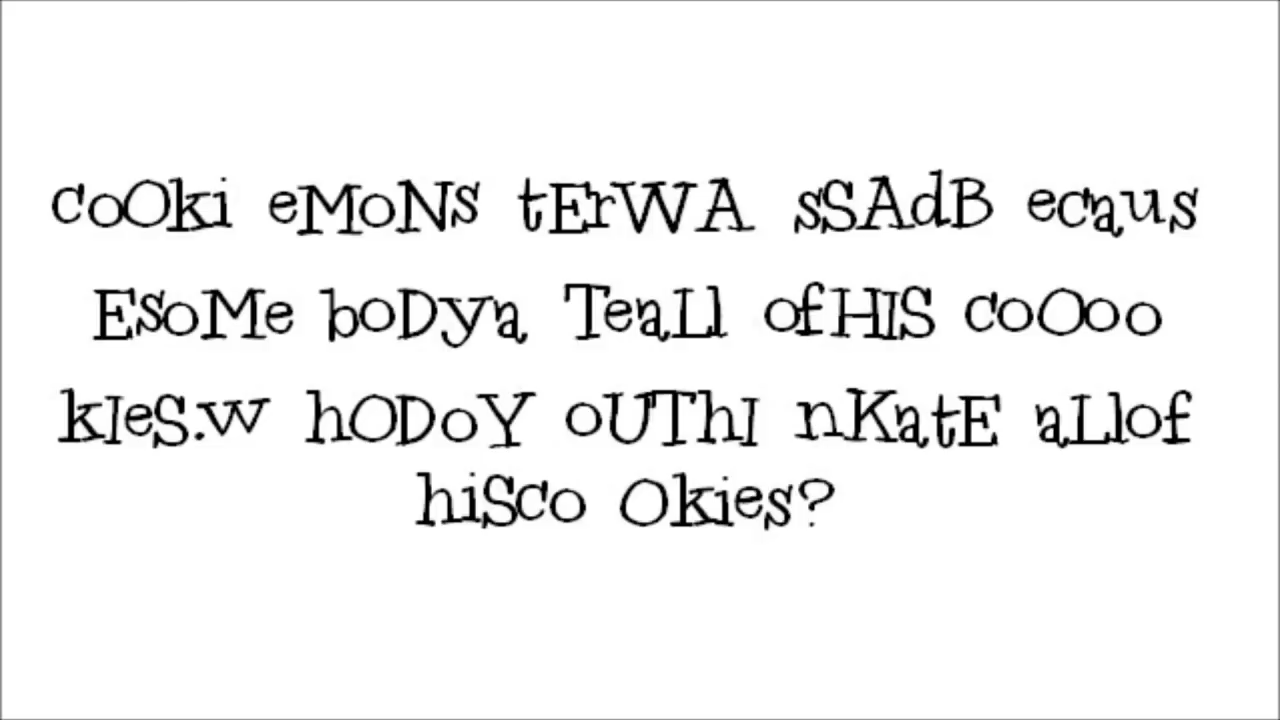 coOki eMoNs tErWA sSAdB ecaus
EsoMe boDya TeaLl ofHIS coOoo
kIeS.w hODoY oUThI nKatE aLlof
hiSco Okies?